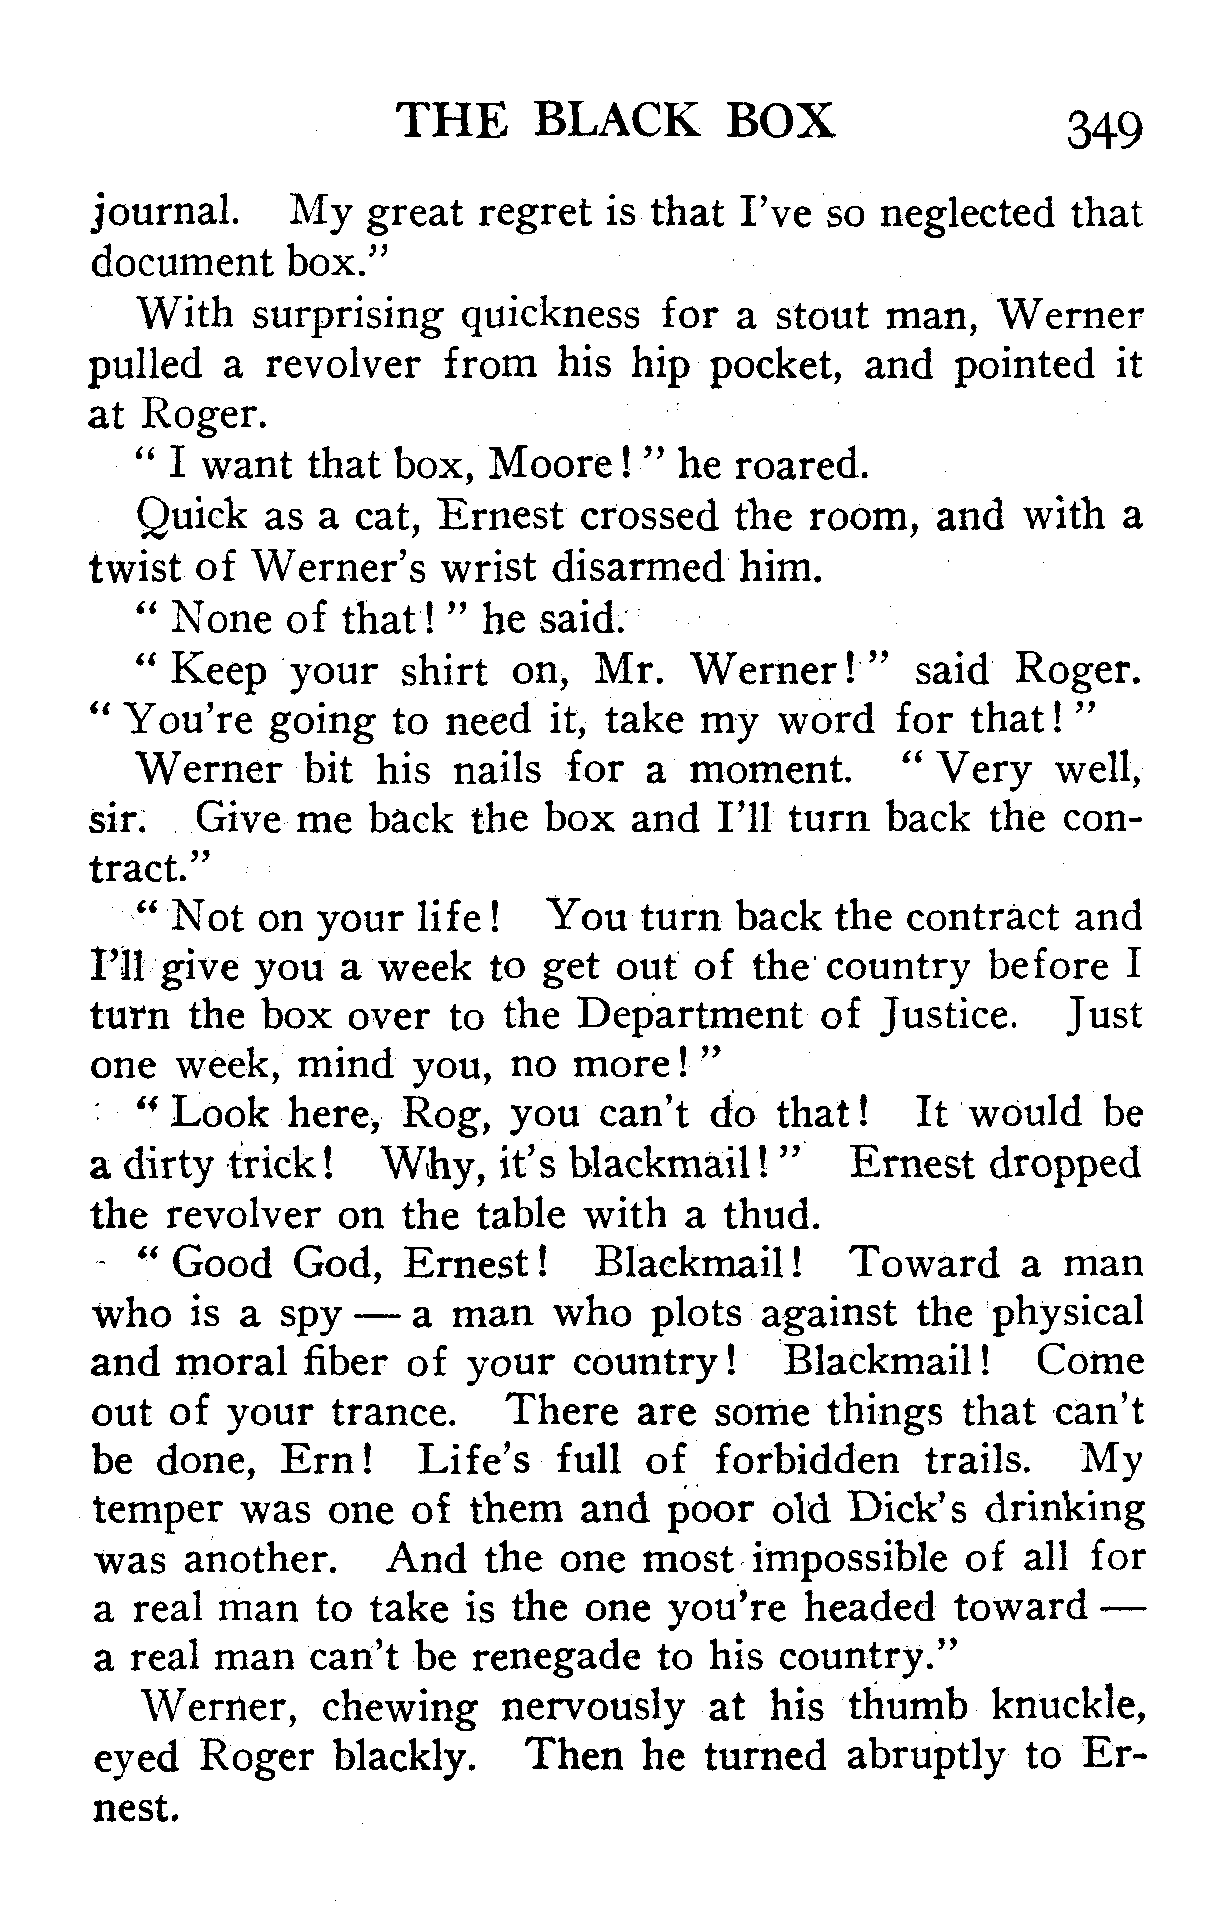 THE BLACK BOX 349
journal. My great regret is that I've so neglected that
document box."
With surprising quickness for a stout man, Werner
pulled a revolver from his hip pocket, and pointed it
at Roger.
" I want that box, Moore! " he roared.
Quick as a cat, Ernest crossed the room, and with a
twist of Werner's wrist disarmed him.
" None of that! " he said.
" Keep your shirt on, Mr. Werner! " said Roger.
" You're going to need it, take my word for that! "
Werner bit his nails for a moment. " Very well,
sir. Give me back the box and I'll turn back the con-
tract."
" Not on your life! You turn back the contract and
I'll give you a week to get out of the country before I
turn the box over to the Department of Justice. Just
one week, mind you, no more! "
" Look here, Rog, you can't do that! It would be
a dirty trick! Why, it's blackmail! " Ernest dropped
the revolver on the table with a thud.
" Good God, Ernest! Blackmail! Toward a man
who is a spy — a man who plots against the physical
and moral fiber of your country! Blackmail! Come
out of your trance. There are some things that can't
be done, Ern! Life's full of forbidden trails. My
temper was one of them and poor old Dick's drinking
was another. And the one most impossible of all for
a real man to take is the one you're headed toward —
a real man can't be renegade to his country."
Werner, chewing nervously at his thumb knuckle,
eyed Roger blackly. Then he turned abruptly to Er-
nest.